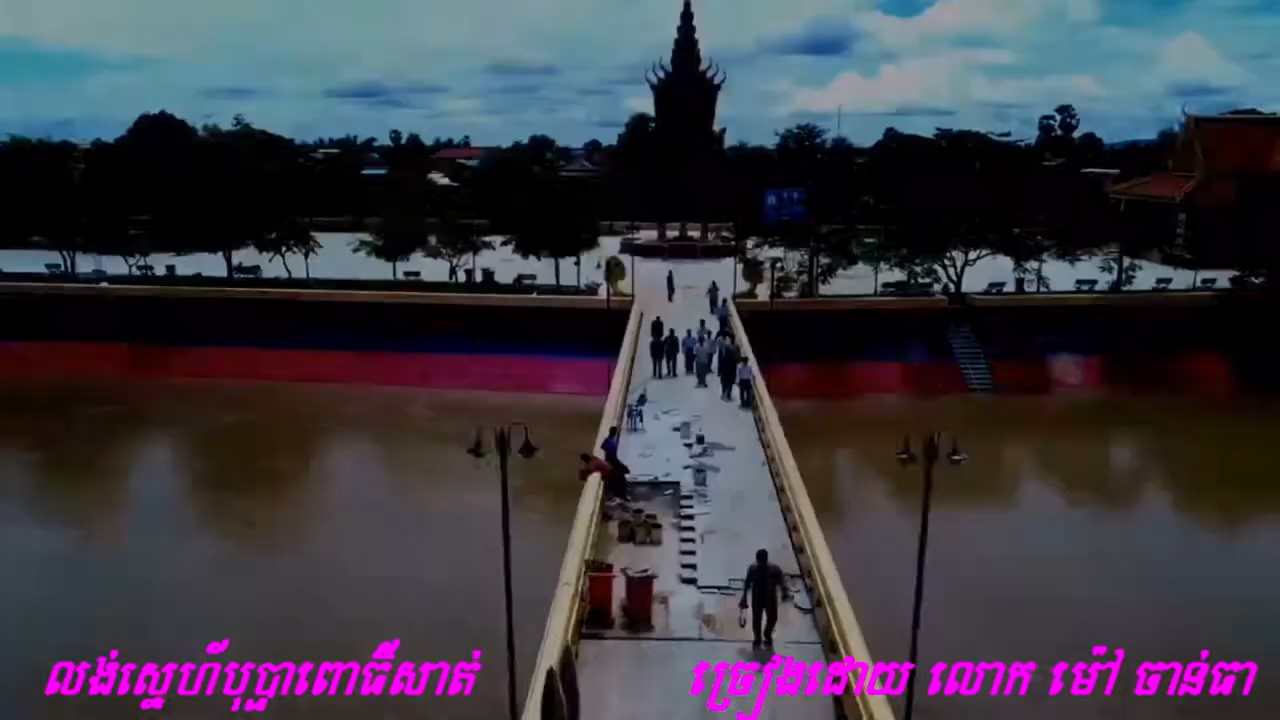 លង់ស្នេហ៍បុប្ផាពោធិ៍សាត់
ច្រៀងដោយ លោក ម៉ៅ ចាន់ធា